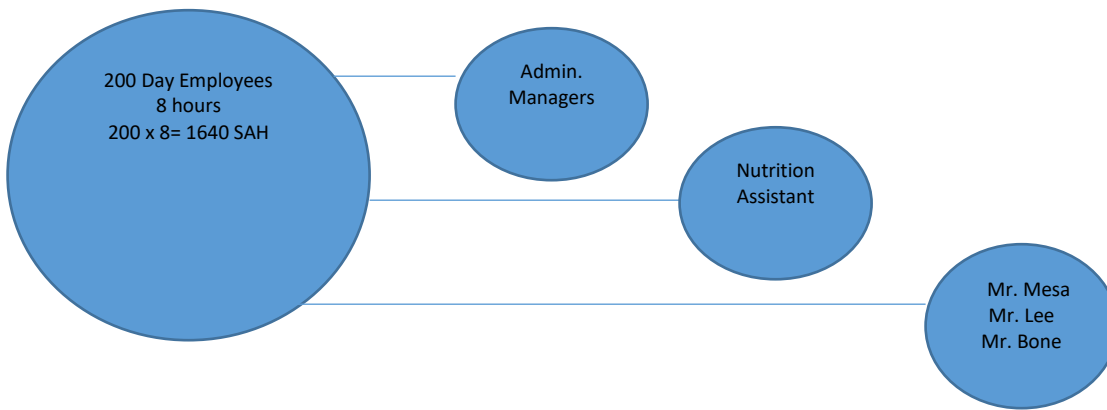 200 Day Employees
8 hours
200 x 8= 1640 SAH
Admin.
Managers
Nutrition
Assistant
Mr. Mesa
Mr. Lee
Mr. Bone